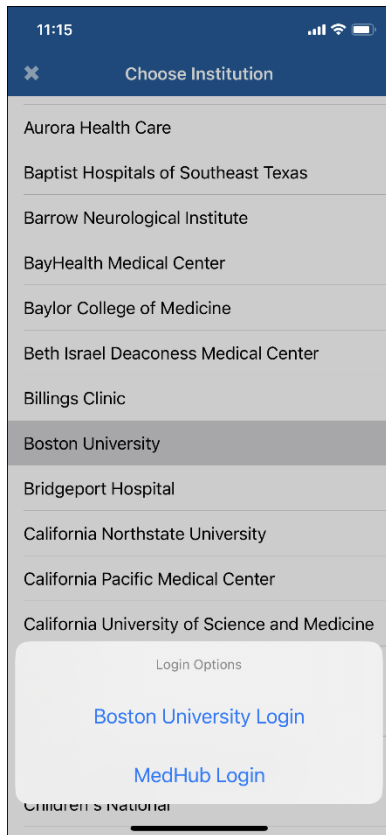 11:15
Choose Institution
Aurora Health Care
Baptist Hospitals of Southeast Texas
Barrow Neurological Institute
BayHealth Medical Center
Baylor College of Medicine
Beth Israel Deaconess Medical Center
Billings Clinic
Boston University
Bridgeport Hospital
California Northstate University
California Pacific Medical Center
California University of Science and Medicine
Login Options
Boston University Login
MedHub Login
Children's National